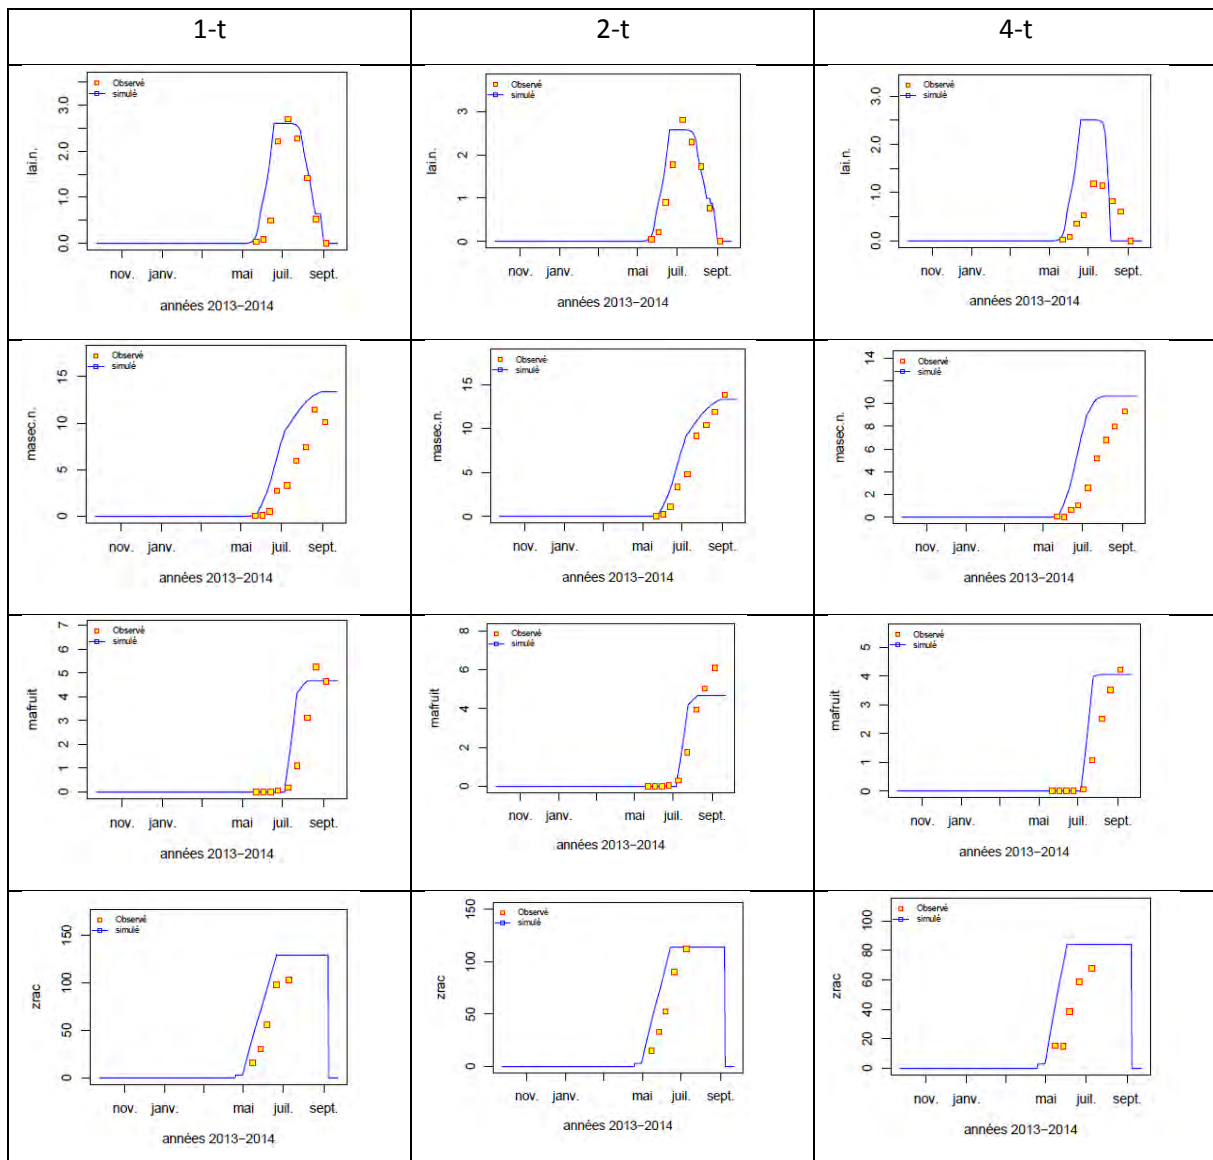 1-t
2-t
4-t
Observé
simulé
lai.n.
0.0 1.0 2.0 3.0
nov. janv. mai juil. sept.
années 2013−2014
Observé
simulé
lai.n.
0 1 2 3
nov. janv. mai juil. sept.
années 2013−2014
Observé
simulé
lai.n.
0.0 1.0 2.0 3.0
nov. janv. mai juil. sept.
années 2013−2014
Observé
simulé
masec.n.
0 5 10 15
nov. janv. mai juil. sept.
années 2013−2014
Observé
simulé
masec.n.
0 5 10 15
nov. janv. mai juil. sept.
années 2013−2014
Observé
simulé
masec.n.
0 2 4 6 8 10 14
nov. janv. mai juil. sept.
années 2013−2014
Observé
simulé
mafruit
0 1 2 3 4 5 6 7
nov. janv. mai juil. sept.
années 2013−2014
Observé
simulé
mafruit
0 2 4 6 8
nov. janv. mai juil. sept.
années 2013−2014
Observé
simulé
mafruit
0 1 2 3 4 5
nov. janv. mai juil. sept.
années 2013−2014
Observé
simulé
zrac
0 50 100 150
nov. janv. mai juil. sept.
années 2013−2014
Observé
simulé
zrac
0 50 100 150
nov. janv. mai juil. sept.
années 2013−2014
Observé
simulé
zrac
0 20 40 60 80 100
nov. janv. mai juil. sept.
années 2013−2014